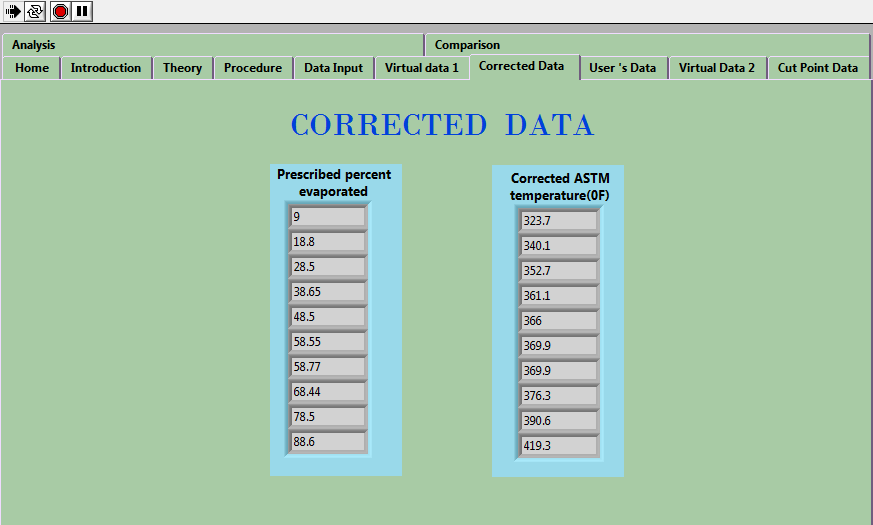 Analysis
Comparison
Home
Introduction
Theory
Procedure
Data Input
Virtual data 1
Corrected Data
User 's Data
Virtual Data 2
Cut Point Data
CORRECTED DATA
Prescribed percent
evaporated
9
18.8
28.5
38.65
48.5
58.55
58.77
68.44
78.5
88.6
Corrected ASTM
temperature(0F)
323.7
340.1
352.7
361.1
366
369.9
369.9
376.3
390.6
419.3